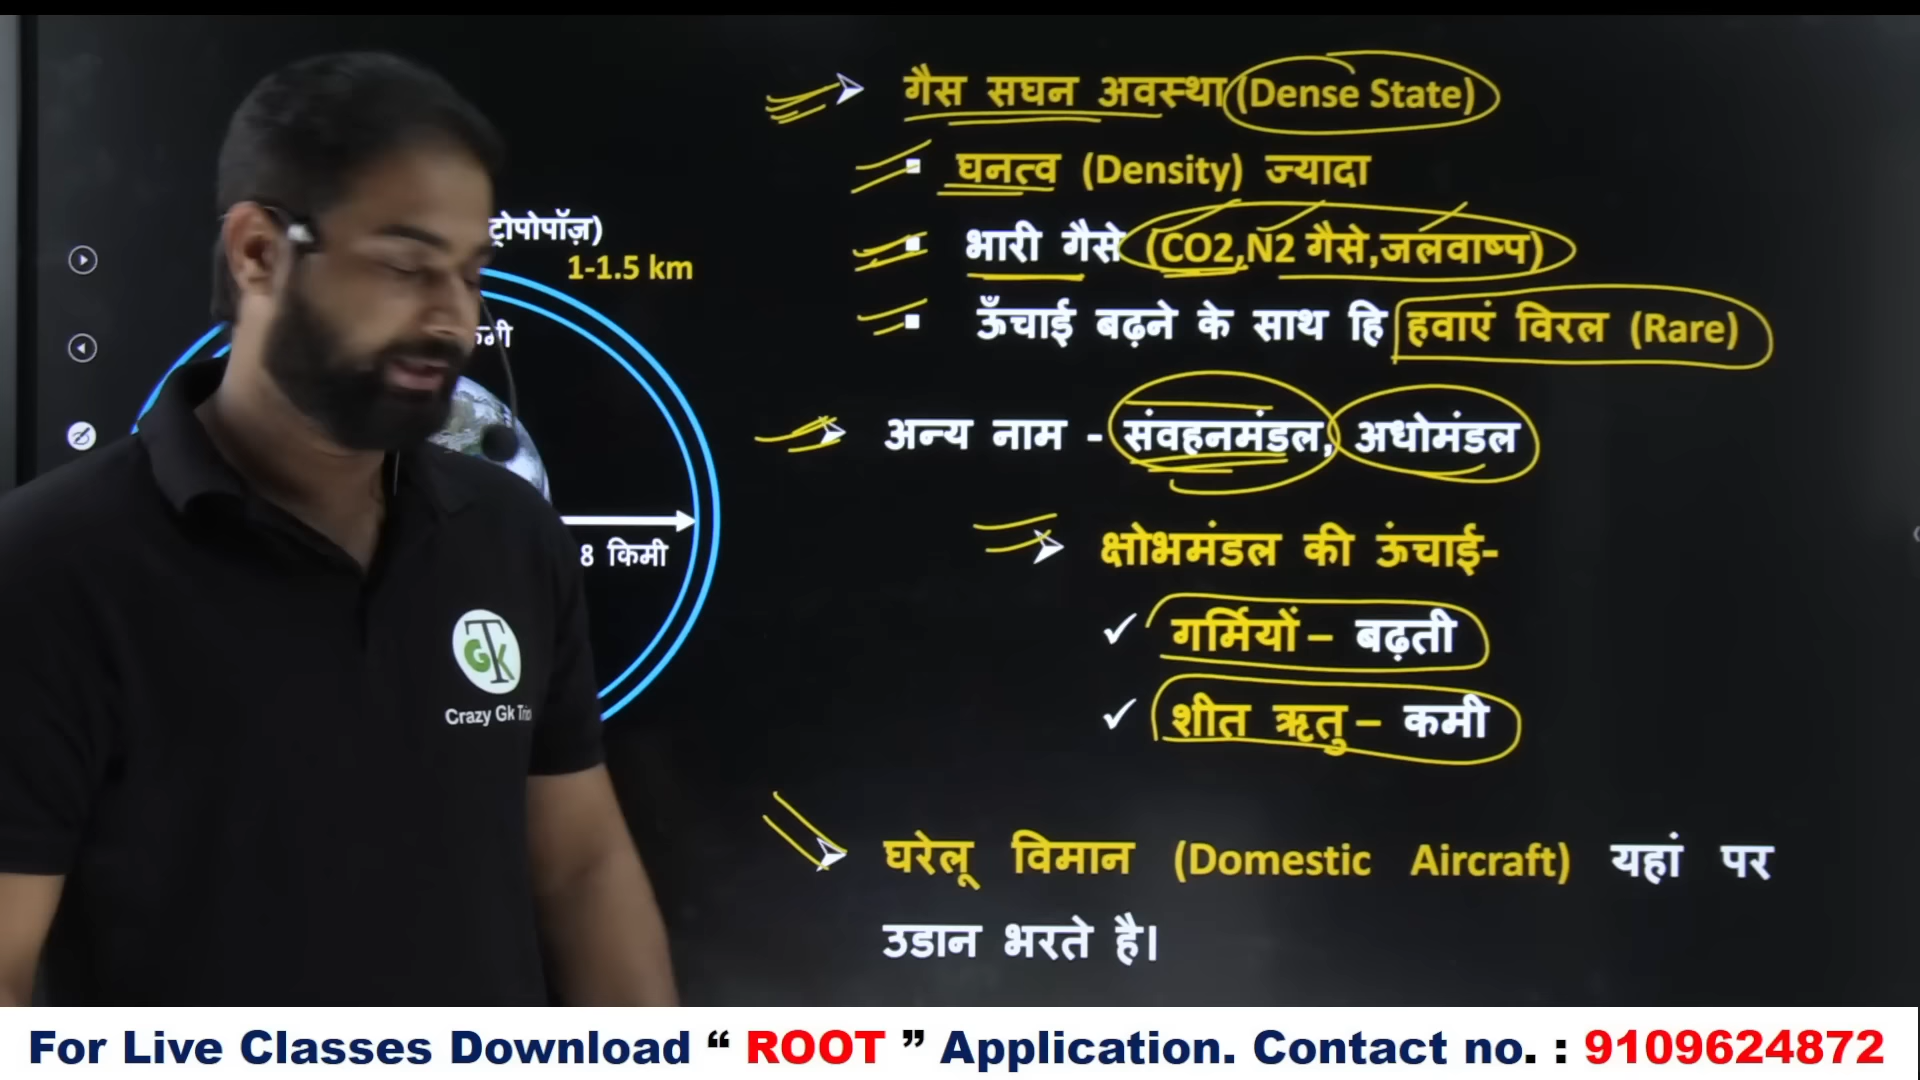 गैस सघन अवस्था (Dense State)
घनत्व (Density) ज्यादा
भारी गैसे (CO2,N2 गैसे,जलवाष्प)
ऊँचाई बढ़ने के साथ हि हवाएं विरल (Rare)
अन्य नाम - संवहनमंडल, अधोमंडल
क्षोभमंडल की ऊंचाई-
गर्मियों – बढ़ती
शीत ऋतु – कमी
घरेलू विमान (Domestic Aircraft) यहां पर
उडान भरते है।
1-1.5 km
8 किमी
GTK
Crazy Gk
For Live Classes Download “ ROOT ” Application. Contact no. : 9109624872